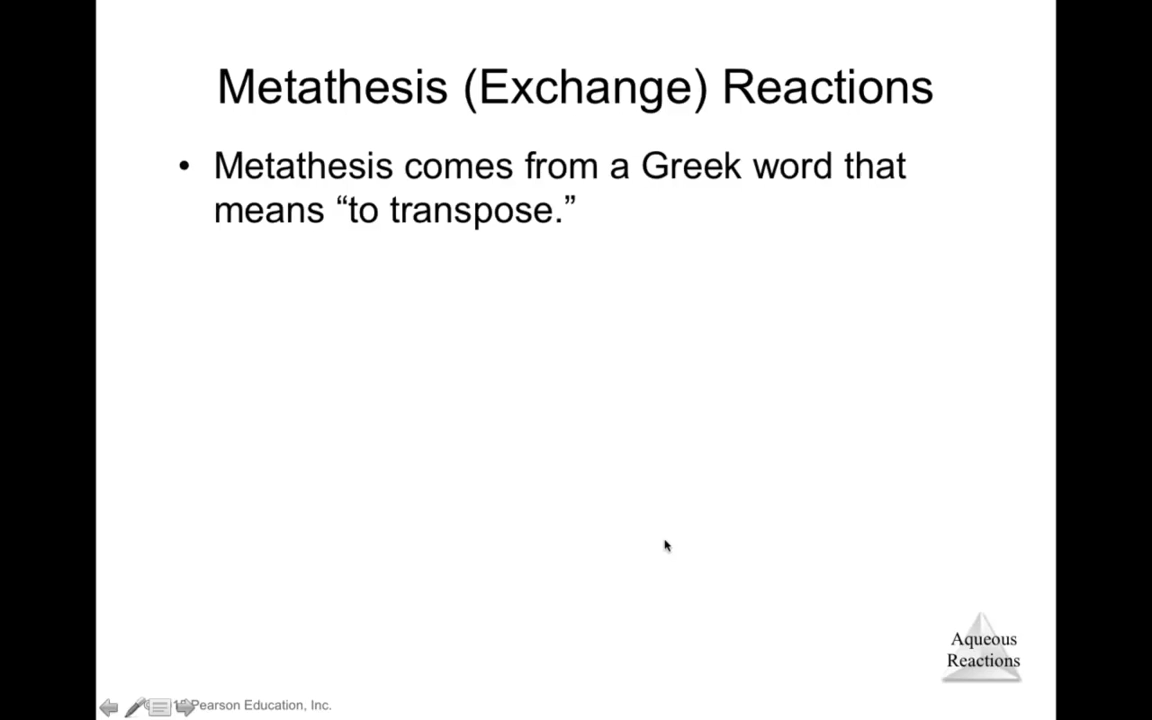 Metathesis (Exchange) Reactions
• Metathesis comes from a Greek word that
means “to transpose.”
Aqueous
Reactions
Pearson Education, Inc.